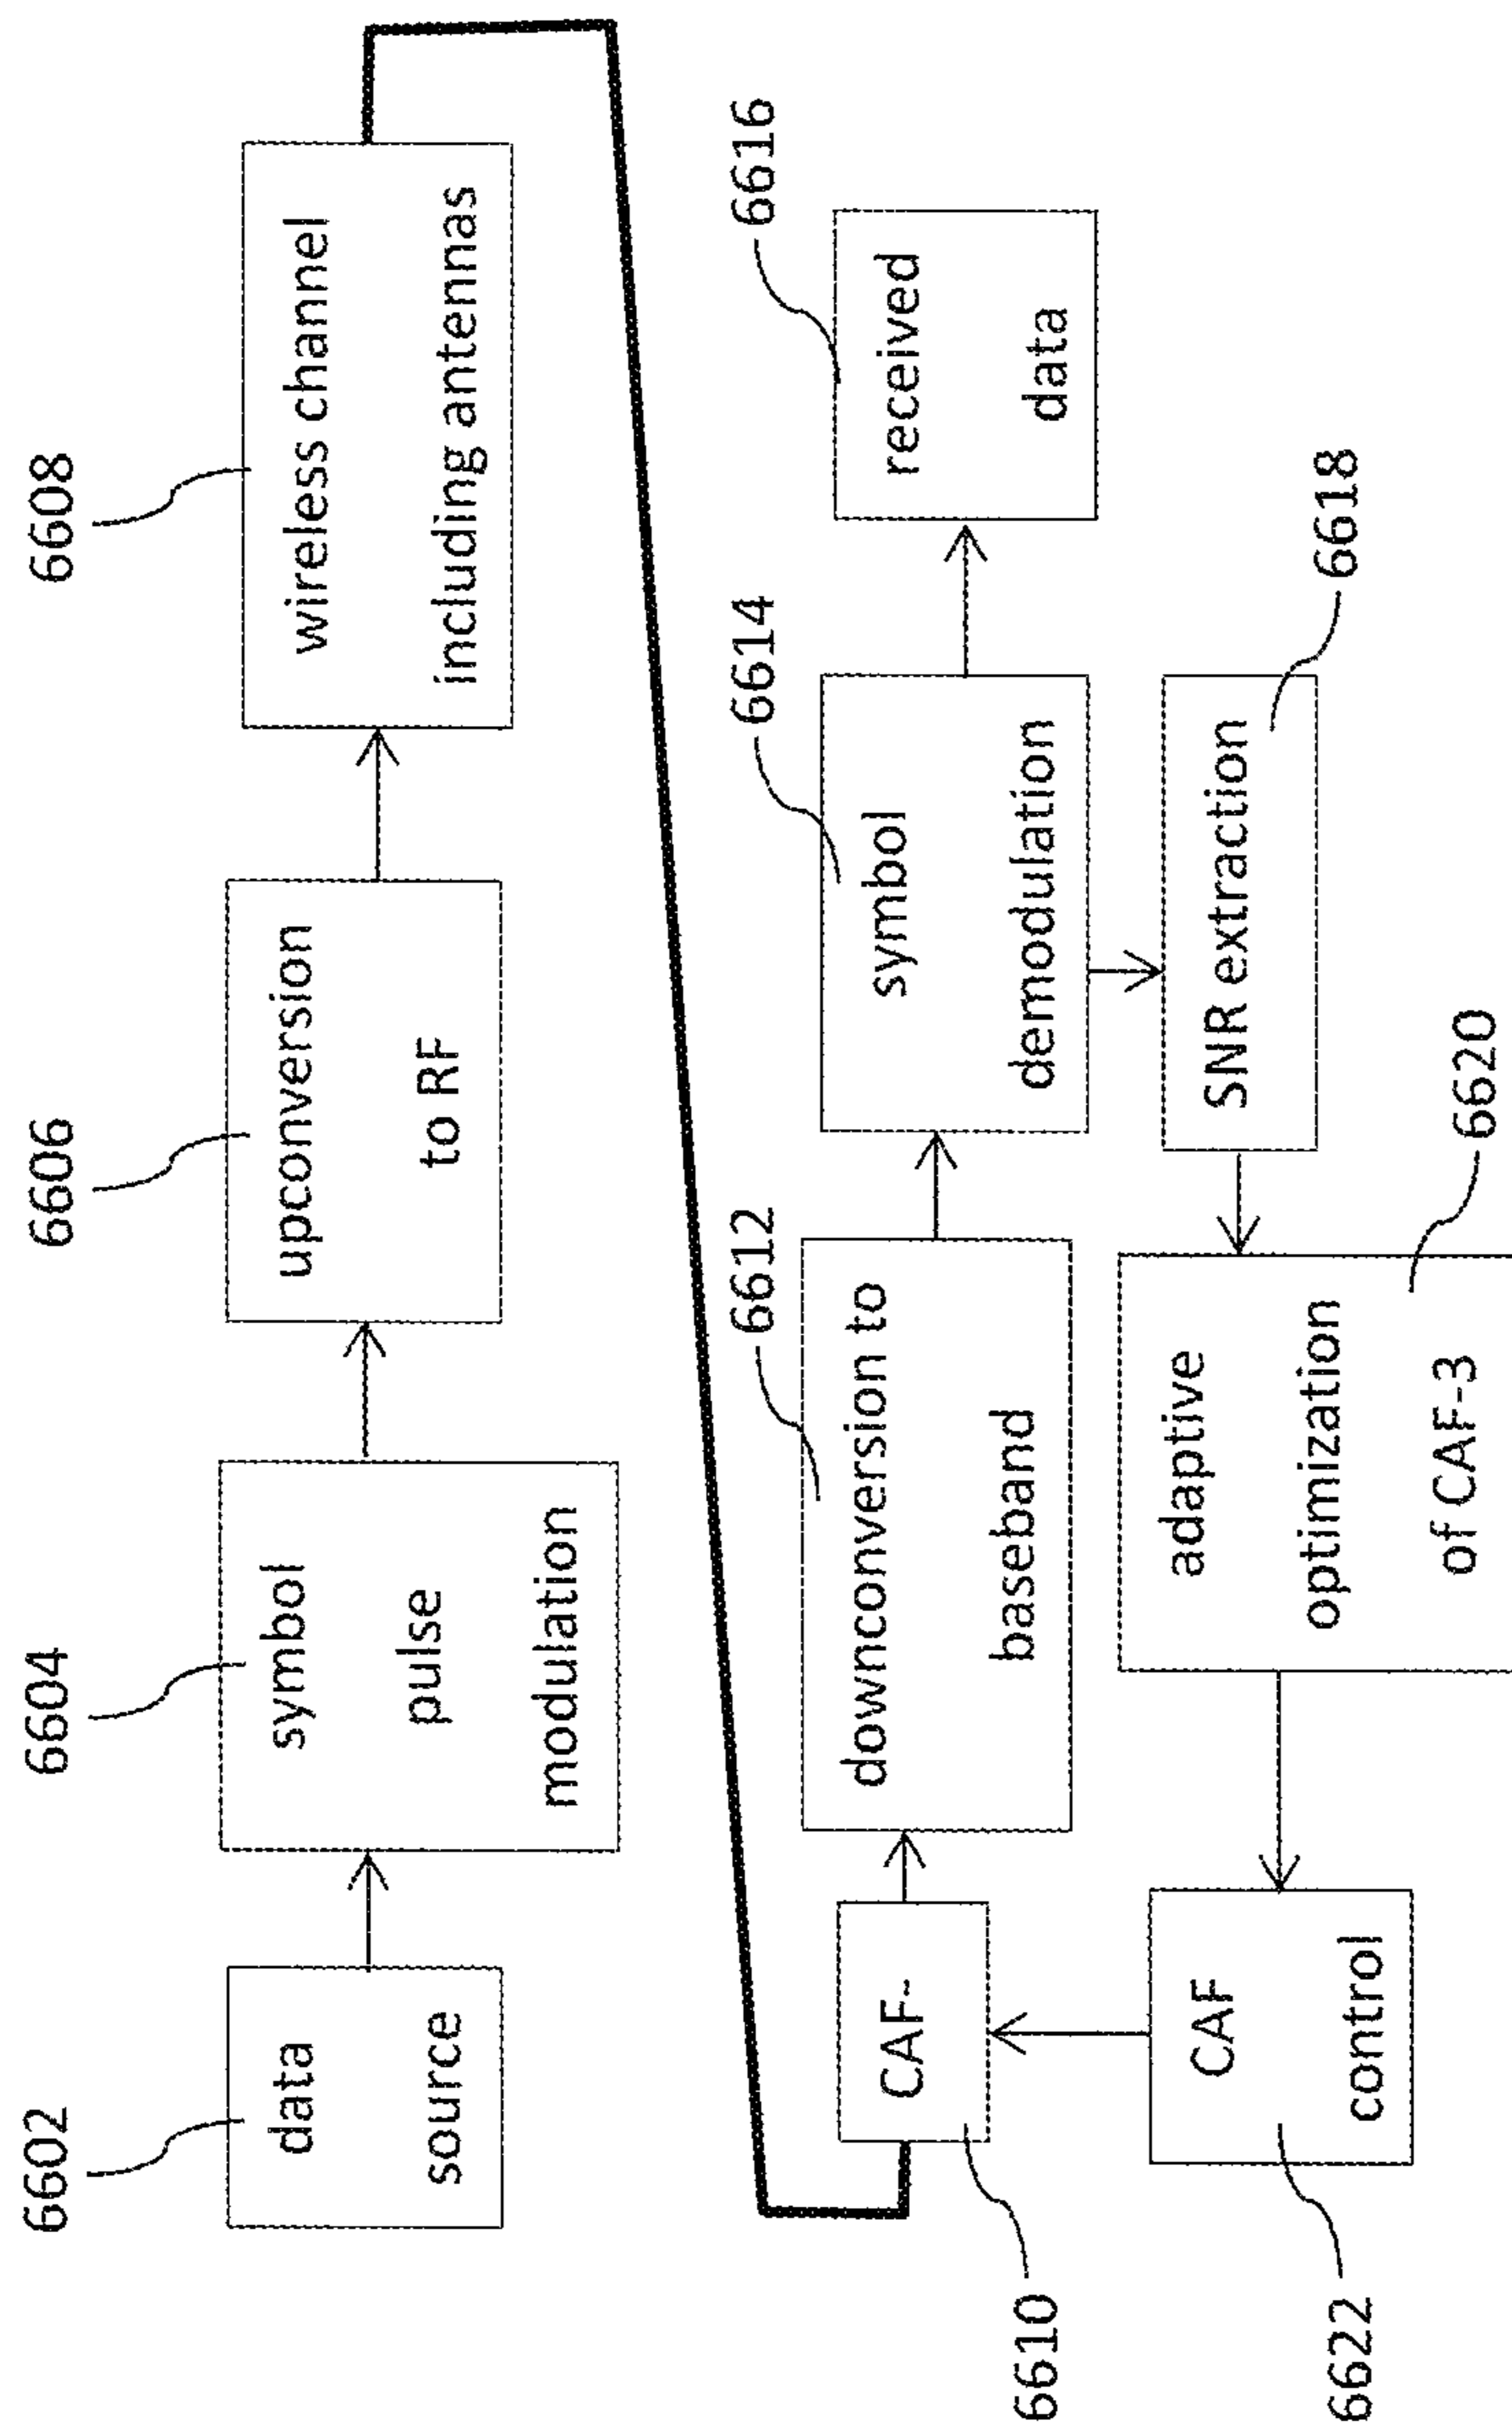 6602
data
source
6604
symbol
pulse
modulation
6606
upconversion
to RF
6608
wireless channel
including antennas
6610
CAF-
6612
downconversion to
baseband
6614
symbol
demodulation
6616
received
data
6618
SNR extraction
6620
adaptive
optimization
of CAF-3
6622
CAF
control